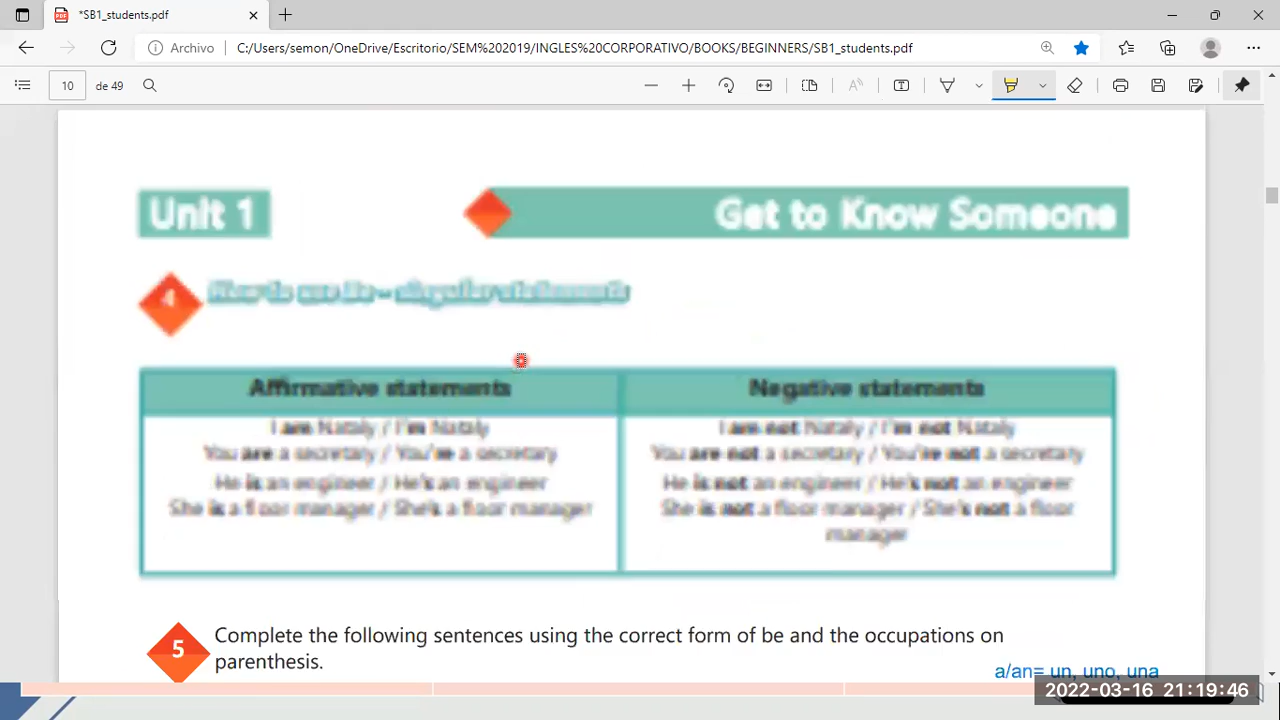 *SB1_students.pdf
Archivo
C:/Users/semon/OneDrive/Escritorio/SEM%202019/INGLES%20CORPORATIVO/BOOKS/BEGINNERS/SB1_students.pdf
10 de 49
Unit 1
Get to Know Someone
4
Affirmative statements
Negative statements
I am Nataly / I'm Nataly
I am not Nataly / I'm not Nataly
You are a secretary / You're a secretary
You are not a secretary / You're not a secretary
He is an engineer / He's an engineer
He is not an engineer / He's not an engineer
She is a floor manager / She's a floor manager
She is not a floor manager / She's not a floor
manager
5
Complete the following sentences using the correct form of be and the occupations on
parenthesis.
a/an= un, uno, una
2022-03-16 21:19:46